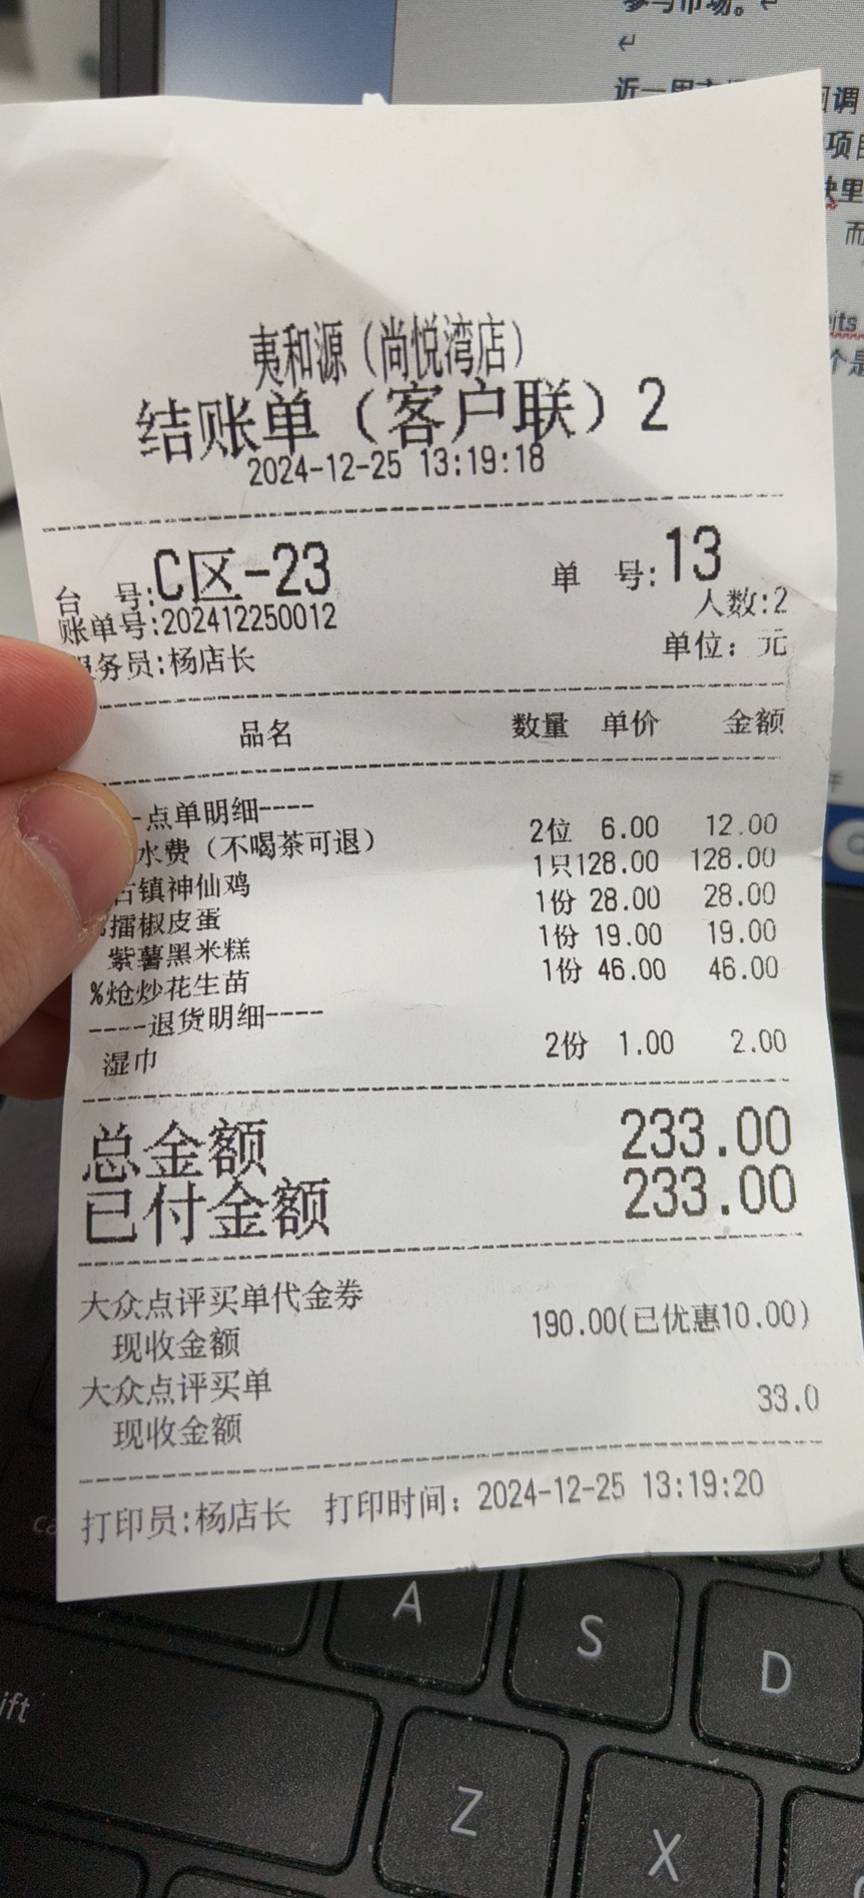 参与市场。
夷和源（尚悦湾店）
结账单（客户联）2
2024-12-25 13:19:18
台 号:C区-23 单 号:13
账单号:202412250012 人数:2
服务员:杨店长 单位：元
品名 数量 单价 金额
-点单明细----
水费（不喝茶可退） 2位 6.00 12.00
古镇神仙鸡 1只 128.00 128.00
%擂椒皮蛋 1份 28.00 28.00
紫薯黑米糕 1份 19.00 19.00
%炝炒花生苗 1份 46.00 46.00
----退货明细----
湿巾 2份 1.00 2.00
总金额 233.00
已付金额 233.00
大众点评买单代金券
现收金额 190.00(已优惠10.00)
大众点评买单
现收金额 33.0
打印员:杨店长 打印时间：2024-12-25 13:19:20
A S D
ift
Z X